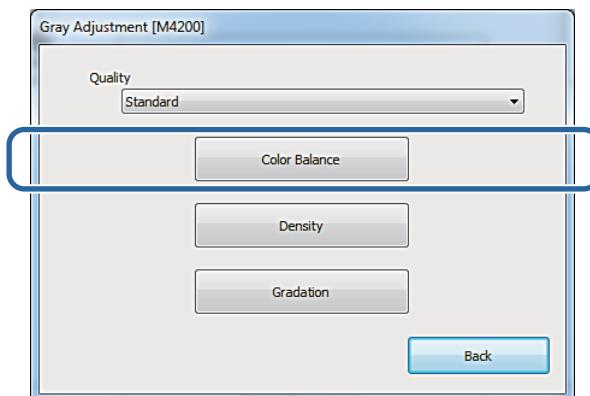 Gray Adjustment [M4200]
Quality
Standard
Color Balance
Density
Gradation
Back